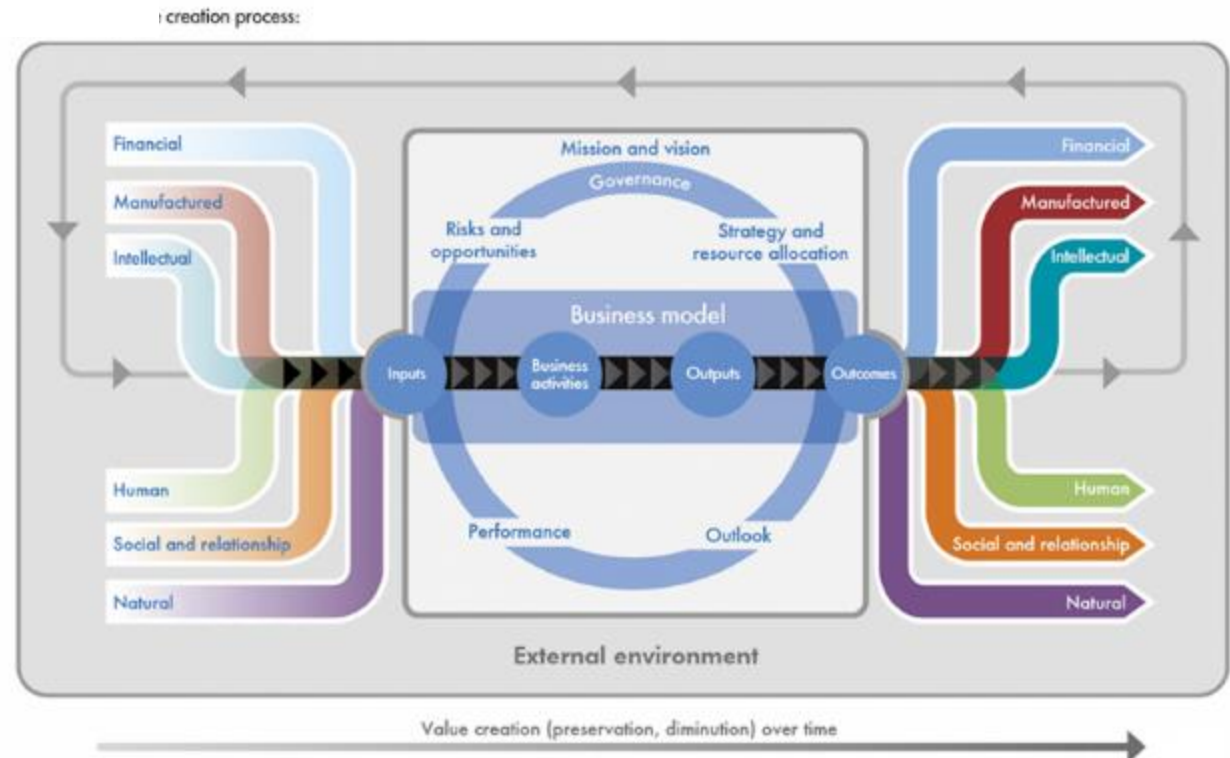 creation process:
Financial
Manufactured
Intellectual
Human
Social and relationship
Natural
Mission and vision
Governance
Risks and
opportunities
Strategy and
resource allocation
Business model
Inputs
Business
activities
Outputs
Outcomes
Performance
Outlook
Financial
Manufactured
Intellectual
Human
Social and relationship
Natural
External environment
Value creation (preservation, diminution) over time